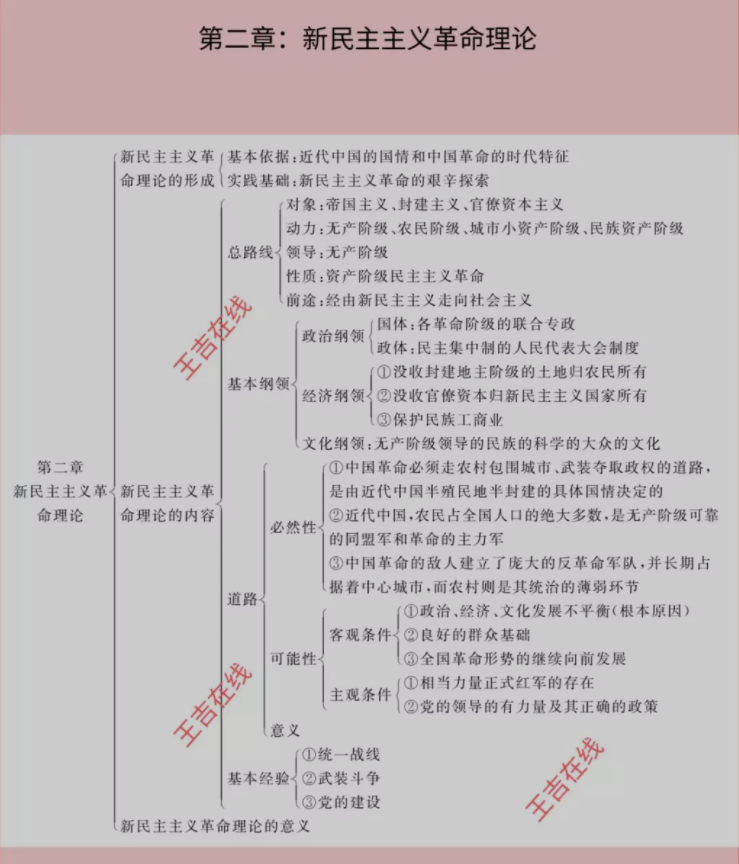 第二章：新民主主义革命理论
新民主主义革
命理论的形成
基本依据:近代中国的国情和中国革命的时代特征
实践基础:新民主主义革命的艰辛探索
对象:帝国主义、封建主义、官僚资本主义
动力:无产阶级、农民阶级、城市小资产阶级、民族资产阶级
总路线
领导:无产阶级
性质:资产阶级民主主义革命
前途:经由新民主主义走向社会主义
政治纲领
国体:各革命阶级的联合专政
政体:民主集中制的人民代表大会制度
基本纲领
经济纲领
①没收封建地主阶级的土地归农民所有
②没收官僚资本归新民主主义国家所有
③保护民族工商业
文化纲领:无产阶级领导的民族的科学的大众的文化
第二章
新民主主义革
命理论
新民主主义革
命理论的内容
道路
必然性
①中国革命必须走农村包围城市、武装夺取政权的道路，
是由近代中国半殖民地半封建的具体国情决定的
②近代中国,农民占全国人口的绝大多数,是无产阶级可靠
的同盟军和革命的主力军
③中国革命的敌人建立了庞大的反革命军队,并长期占
据着中心城市,而农村则是其统治的薄弱环节
可能性
客观条件
①政治、经济、文化发展不平衡(根本原因)
②良好的群众基础
③全国革命形势的继续向前发展
主观条件
①相当力量正式红军的存在
②党的领导的有力量及其正确的政策
意义
基本经验
①统一战线
②武装斗争
③党的建设
新民主主义革命理论的意义
王吉在线
王吉在线
王吉在线